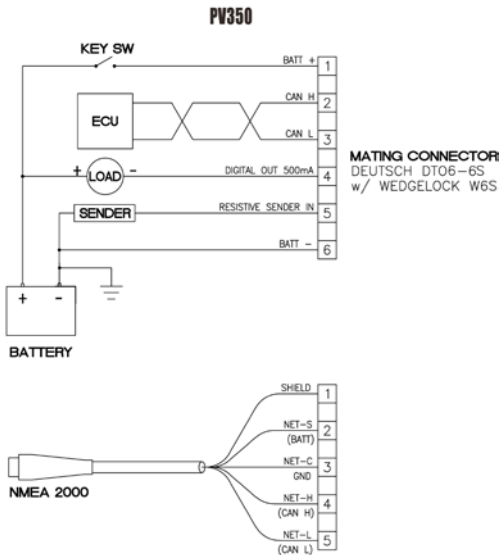 PV350
KEY SW
BATT +
1
CAN H
2
ECU
CAN L
3
+ LOAD -
DIGITAL OUT 500mA
4
MATING CONNECTOR:
DEUTSCH DT06-6S
w/ WEDGELOCK W6S
SENDER
RESISTIVE SENDER IN
5
BATT -
6
+ -
BATTERY
SHIELD
1
NET-S
(BATT)
2
NET-C
GND
3
NMEA 2000
NET-H
(CAN H)
4
NET-L
(CAN L)
5